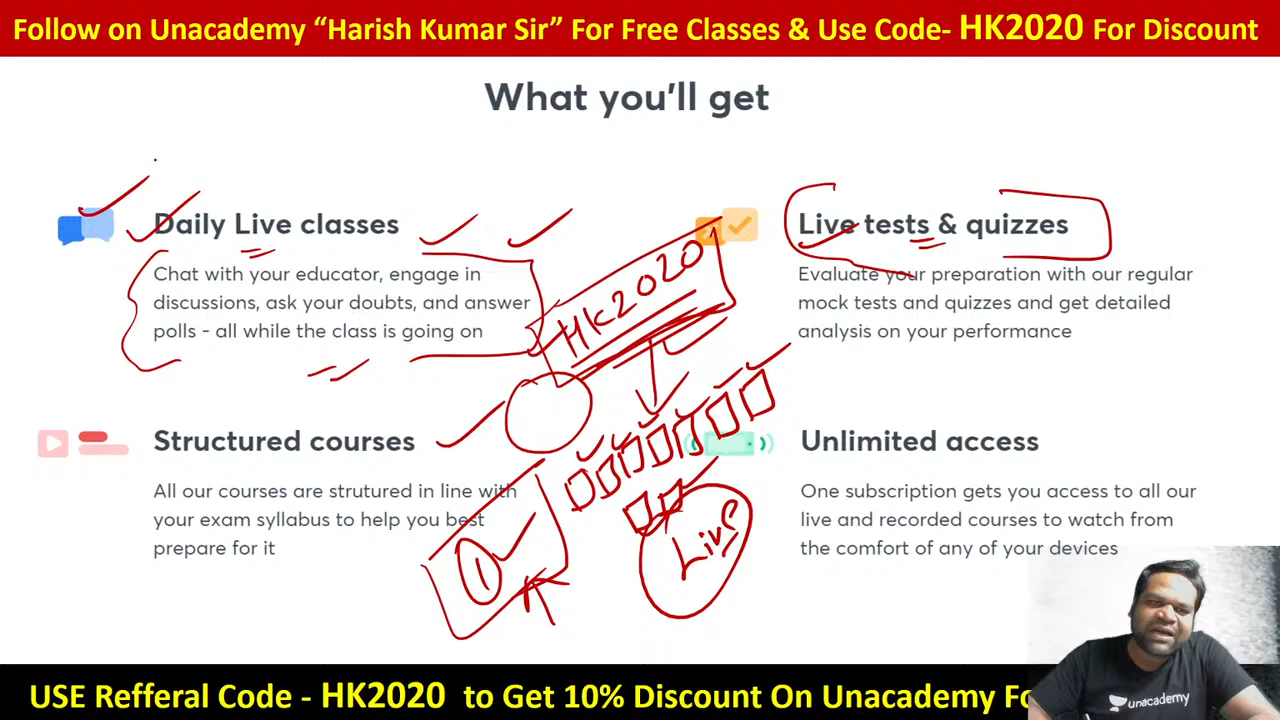 Follow on Unacademy “Harish Kumar Sir” For Free Classes & Use Code- HK2020 For Discount
What you'll get
Daily Live classes
Chat with your educator, engage in
discussions, ask your doubts, and answer
polls - all while the class is going on
Live tests & quizzes
Evaluate your preparation with our regular
mock tests and quizzes and get detailed
analysis on your performance
HK2020
Structured courses
All our courses are strutured in line with
your exam syllabus to help you best
prepare for it
Unlimited access
One subscription gets you access to all our
live and recorded courses to watch from
the comfort of any of your devices
1
Live
unacademy
USE Refferal Code - HK2020 to Get 10% Discount On Unacademy